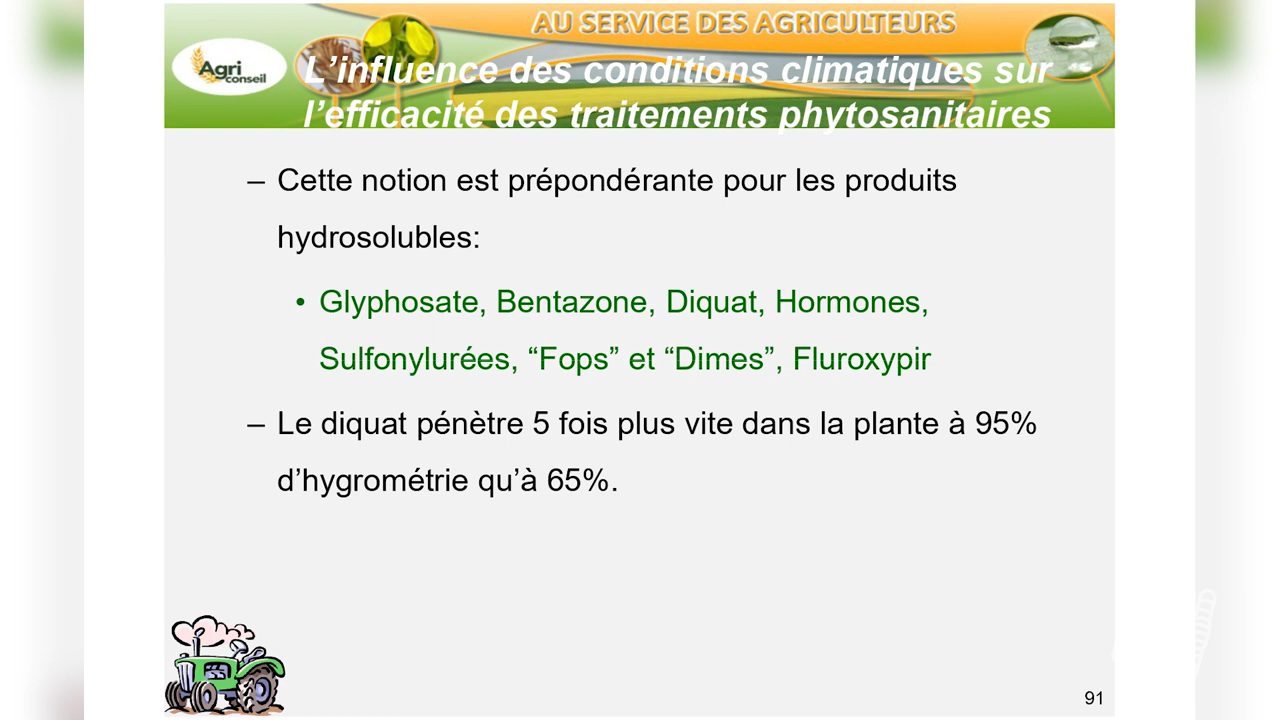 AU SERVICE DES AGRICULTEURS
Agri
conseil
L’influence des conditions climatiques sur
l’efficacité des traitements phytosanitaires
– Cette notion est prépondérante pour les produits
hydrosolubles:
• Glyphosate, Bentazone, Diquat, Hormones,
Sulfonylurées, “Fops” et “Dimes”, Fluroxypir
– Le diquat pénètre 5 fois plus vite dans la plante à 95%
d’hygrométrie qu’à 65%.
91